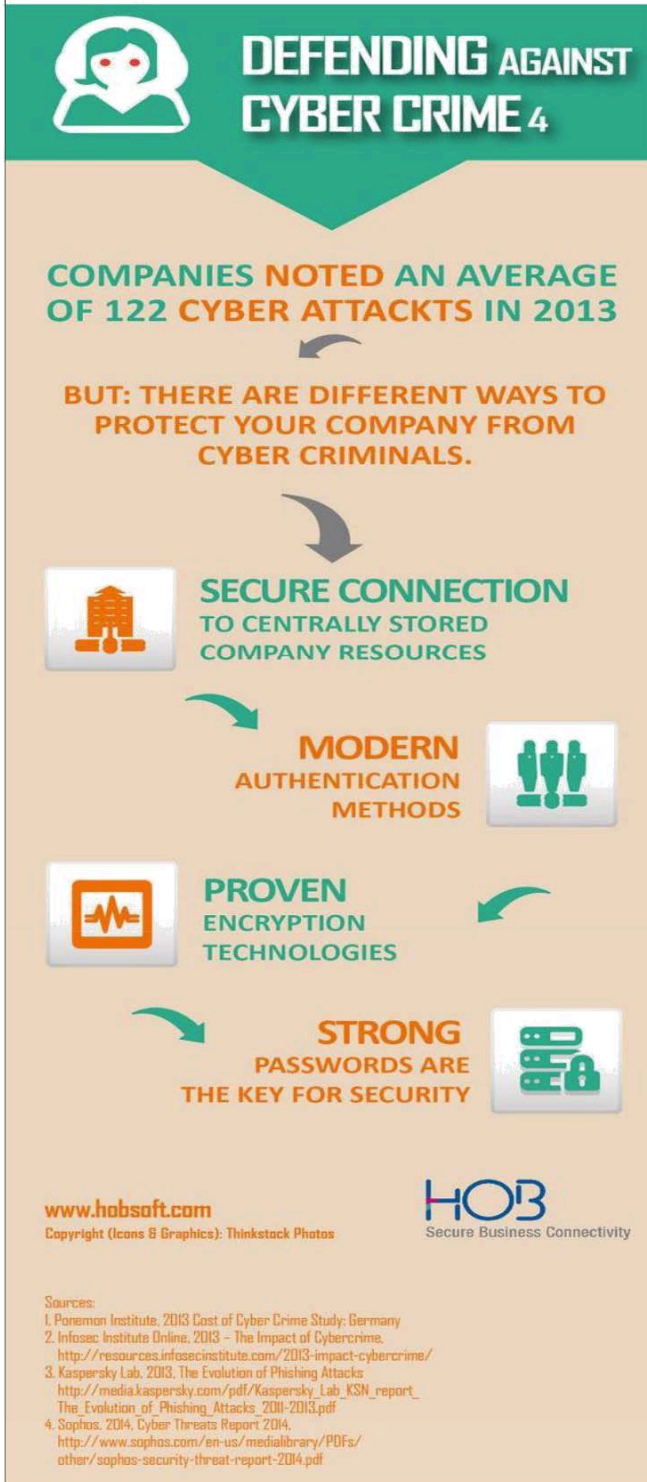 DEFENDING AGAINST
CYBER CRIME 4
COMPANIES NOTED AN AVERAGE
OF 122 CYBER ATTACKTS IN 2013
BUT: THERE ARE DIFFERENT WAYS TO
PROTECT YOUR COMPANY FROM
CYBER CRIMINALS.
SECURE CONNECTION
TO CENTRALLY STORED
COMPANY RESOURCES
MODERN
AUTHENTICATION
METHODS
PROVEN
ENCRYPTION
TECHNOLOGIES
STRONG
PASSWORDS ARE
THE KEY FOR SECURITY
www.hobsoft.com
Copyright (Icons & Graphics): Thinkstock Photos
HOB
Secure Business Connectivity
Sources:
1. Ponemon Institute, 2013 Cost of Cyber Crime Study: Germany
2. Infosec Institute Online, 2013 – The Impact of Cybercrime,
http://resources.infosecinstitute.com/2013-impact-cybercrime/
3. Kaspersky Lab, 2013, The Evolution of Phishing Attacks
http://media.kaspersky.com/pdf/Kaspersky_Lab_KSN_report_
The_Evolution_of_Phishing_Attacks_2011-2013.pdf
4. Sophos, 2014, Cyber Threats Report 2014,
http://www.sophos.com/en-us/medialibrary/PDFs/
other/sophos-security-threat-report-2014.pdf